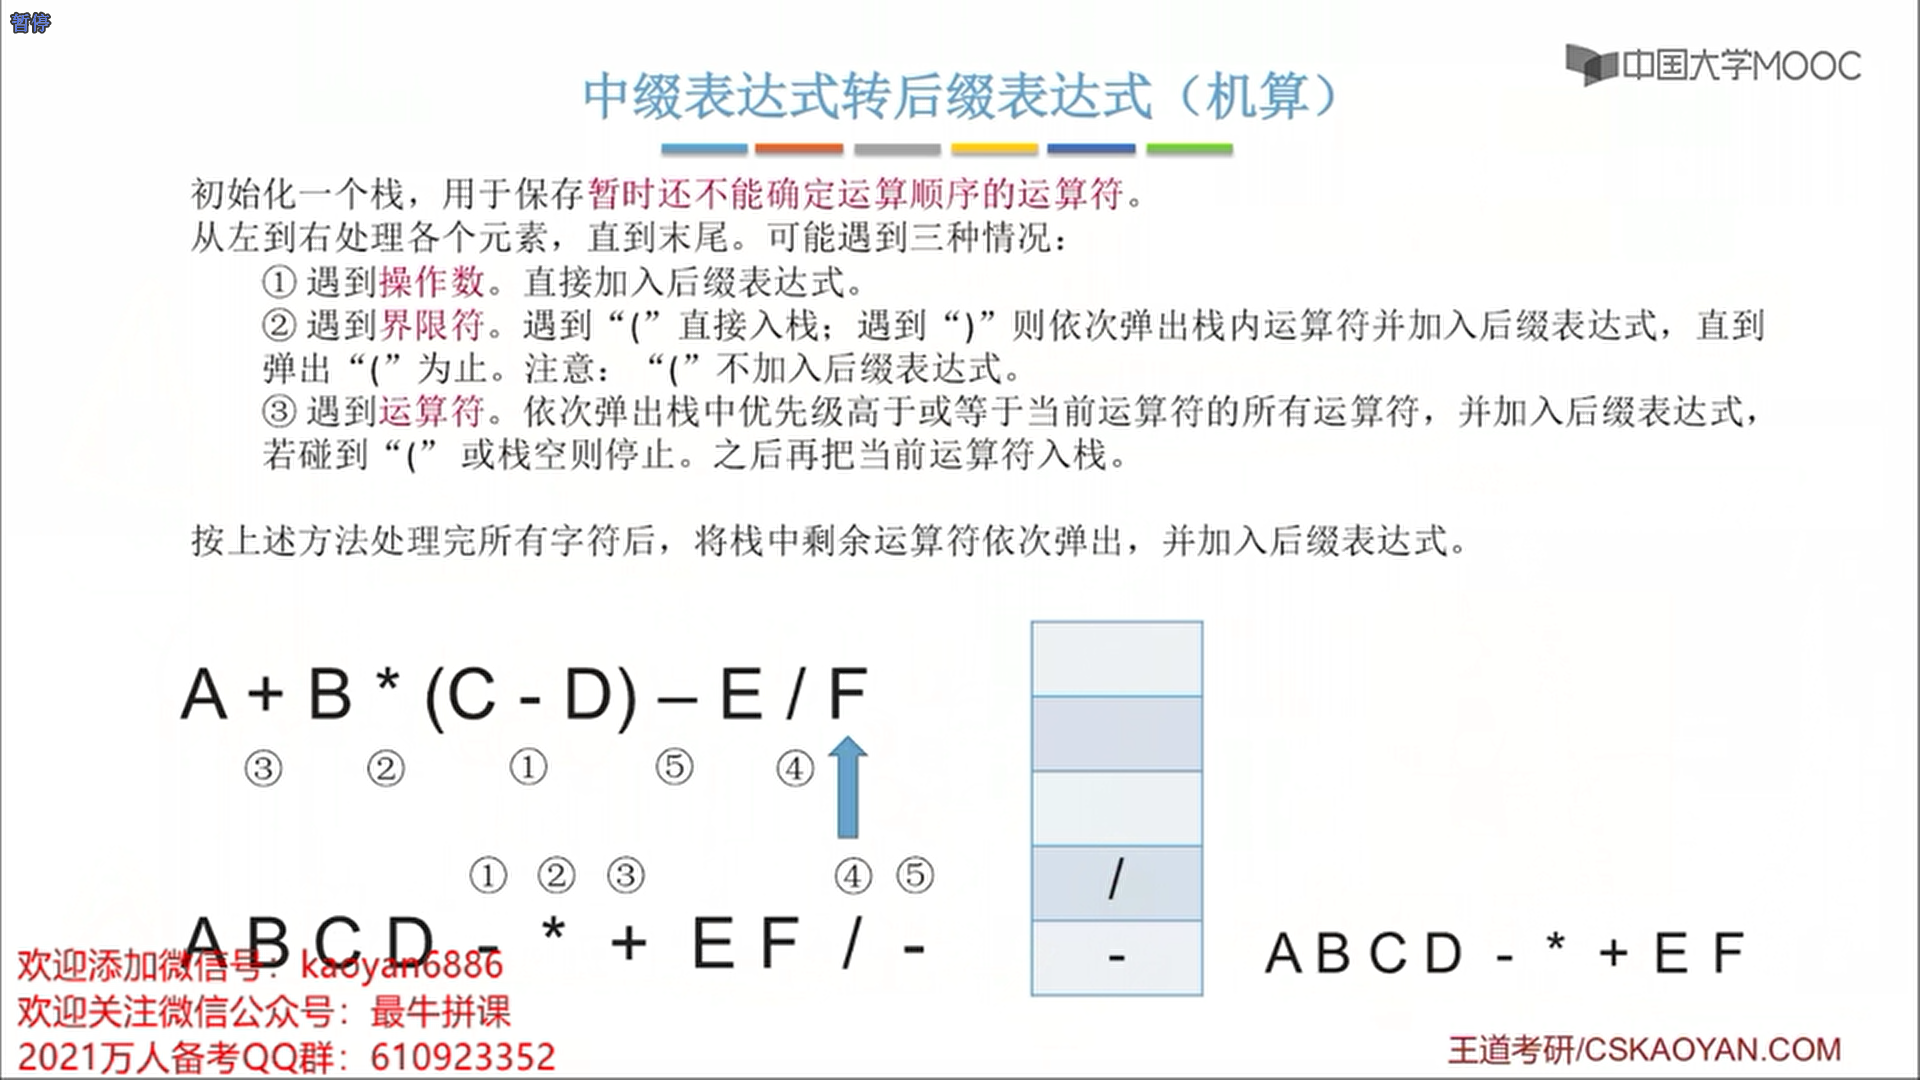 暂停
中国大学MOOC
中缀表达式转后缀表达式（机算）
初始化一个栈，用于保存暂时还不能确定运算顺序的运算符。
从左到右处理各个元素，直到末尾。可能遇到三种情况：
① 遇到操作数。直接加入后缀表达式。
② 遇到界限符。遇到“(”直接入栈；遇到“)”则依次弹出栈内运算符并加入后缀表达式，直到
弹出“(”为止。注意：“(”不加入后缀表达式。
③ 遇到运算符。依次弹出栈中优先级高于或等于当前运算符的所有运算符，并加入后缀表达式，
若碰到“(” 或栈空则停止。之后再把当前运算符入栈。
按上述方法处理完所有字符后，将栈中剩余运算符依次弹出，并加入后缀表达式。
A + B * (C - D) – E / F
③ ② ① ⑤ ④
① ② ③ ④ ⑤
A B C D - * + E F / -
/
-
A B C D - * + E F
欢迎添加微信号：kaoyan6886
欢迎关注微信公众号：最牛拼课
2021万人备考QQ群：610923352
王道考研/CSKAOYAN.COM